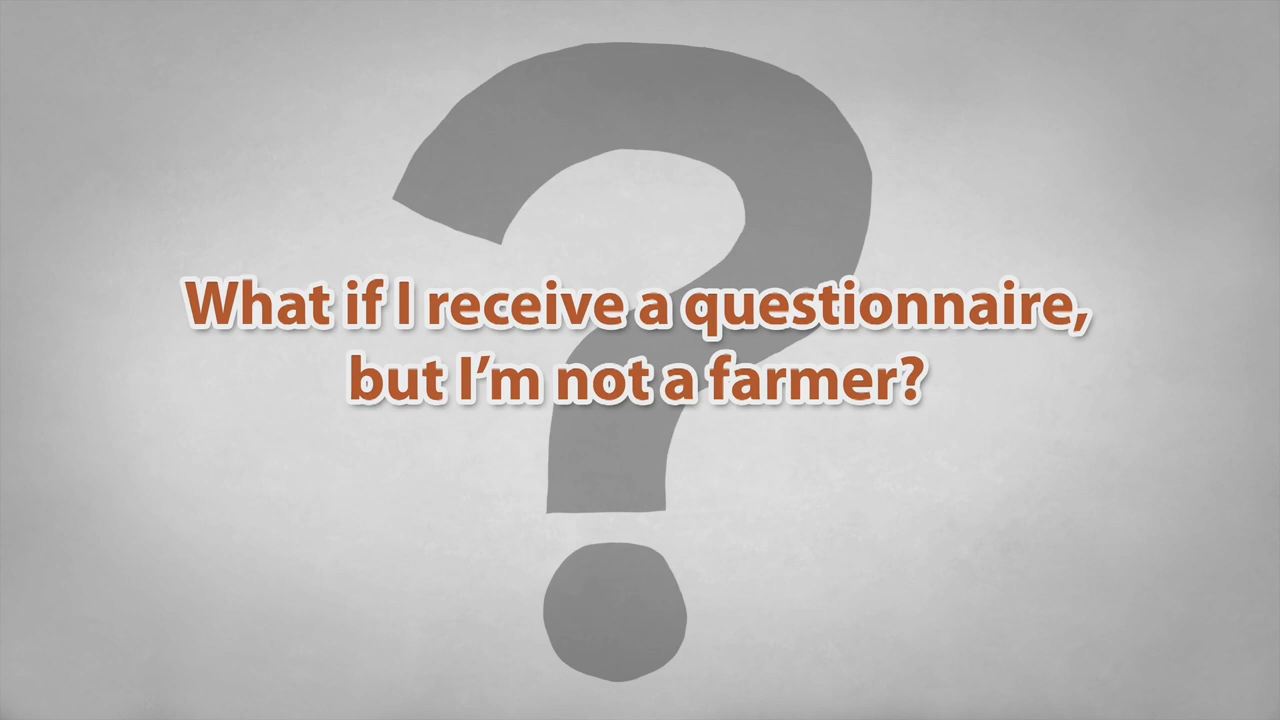 What if I receive a questionnaire,
but I’m not a farmer?